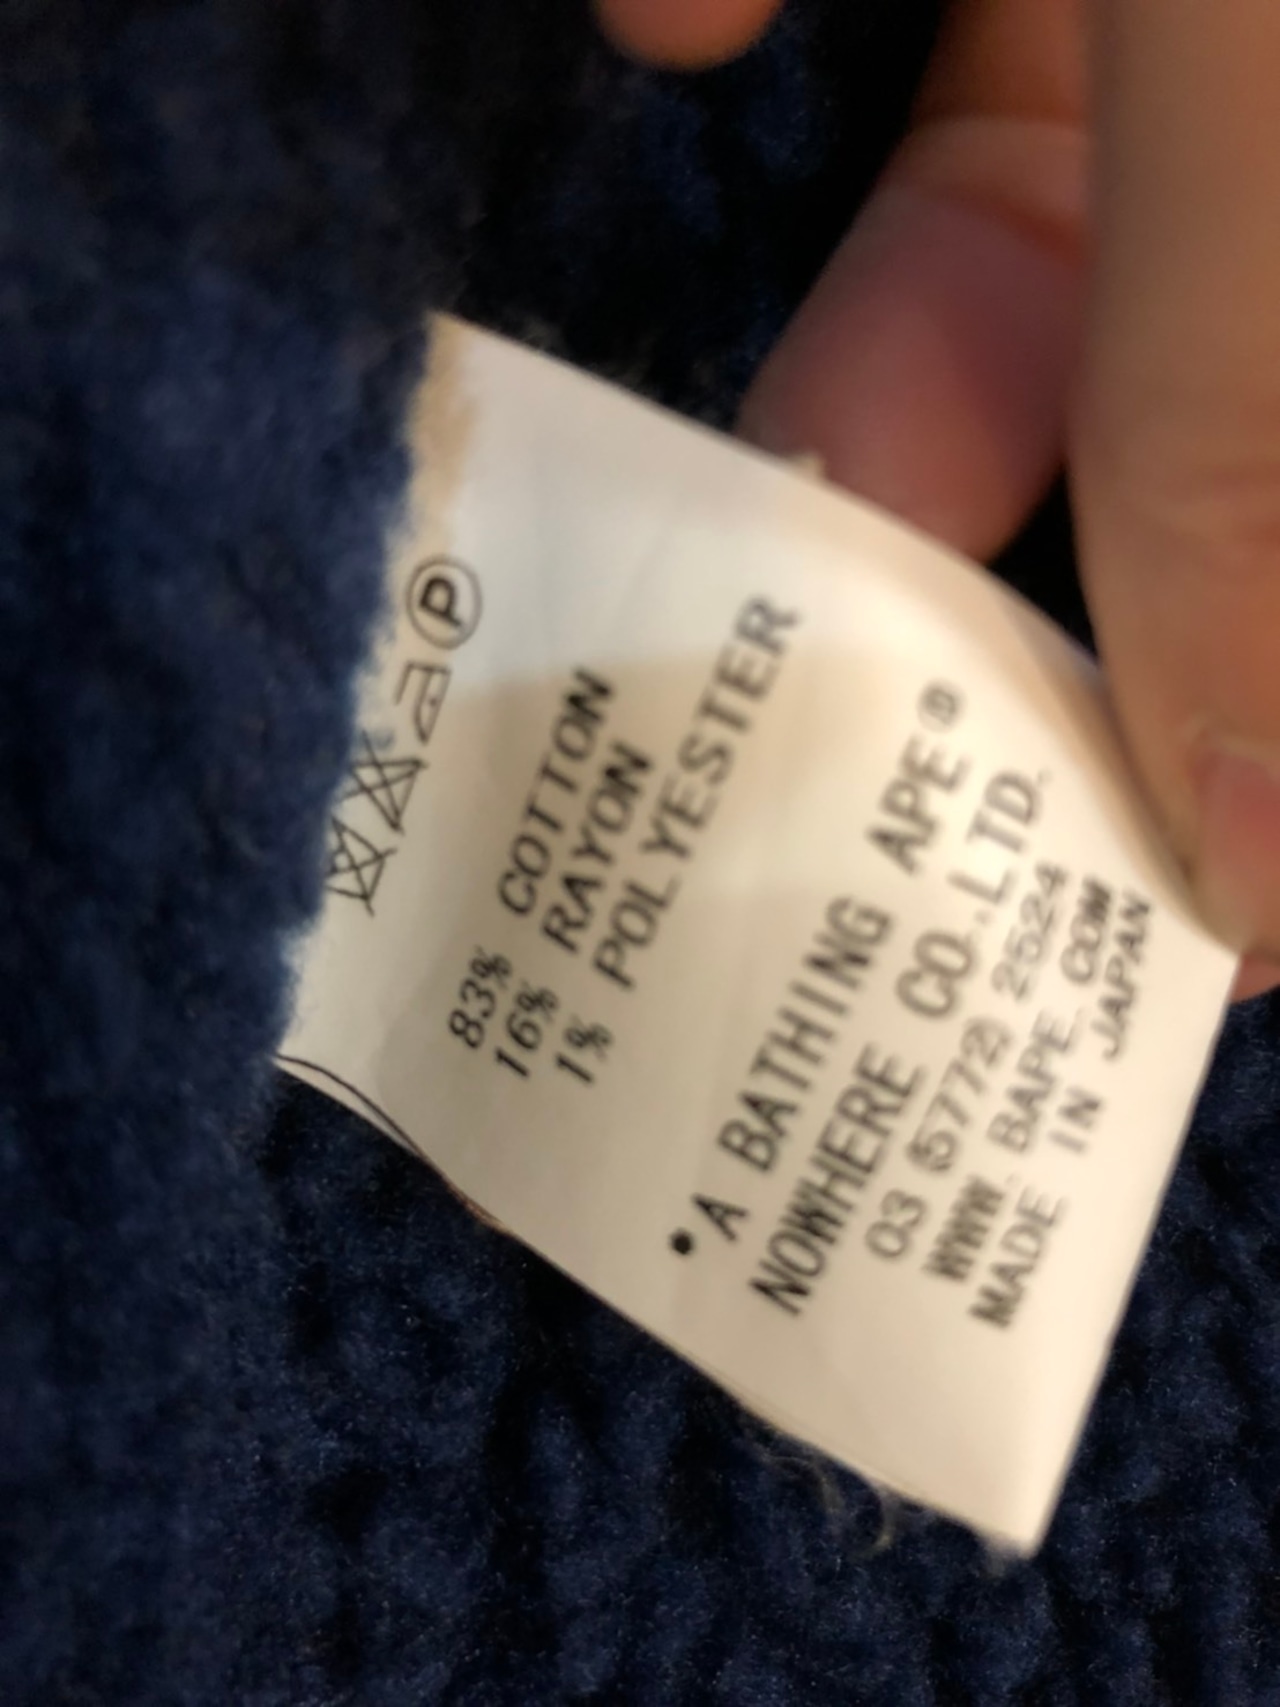 P
83% COTTON
16% RAYON
1% POLYESTER
•A BATHING APE®
NOWHERE CO.,LTD.
03 (5772) 2524
WWW. BAPE. COM
MADE IN JAPAN